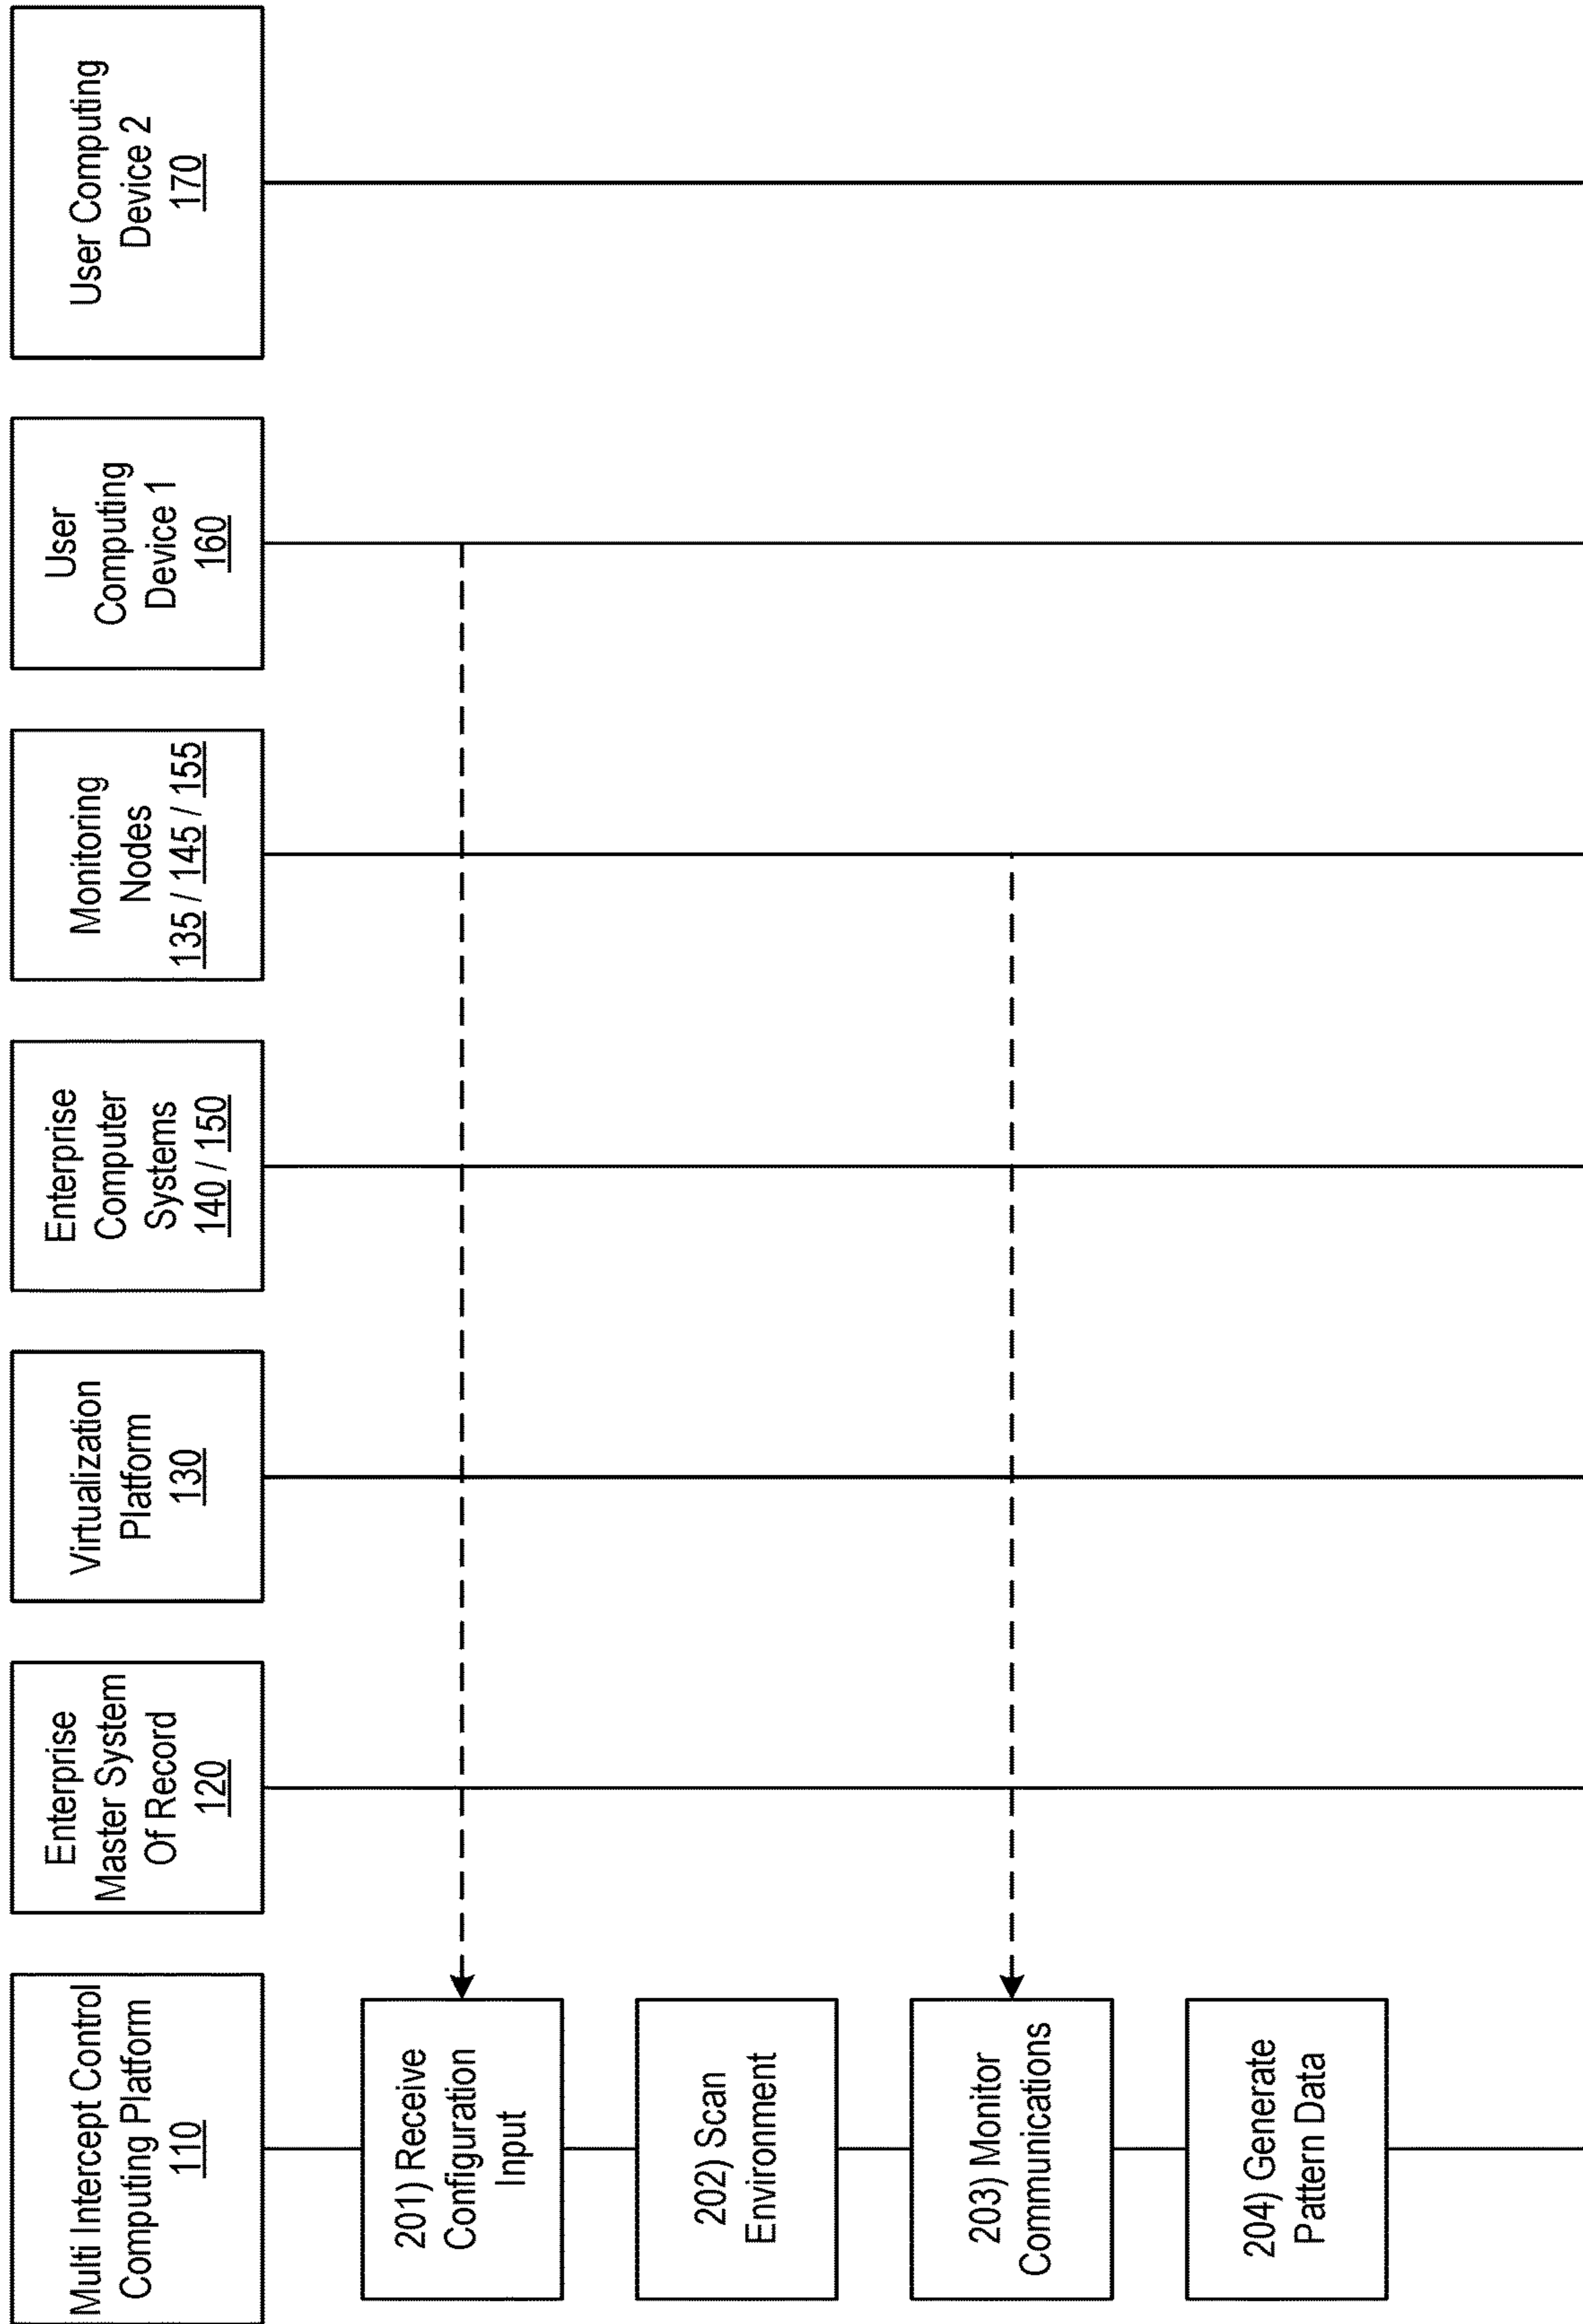 Multi Intercept Control
Computing Platform
110
Enterprise
Master System
Of Record
120
Virtualization
Platform
130
Enterprise
Computer
Systems
140 / 150
Monitoring
Nodes
135 / 145 / 155
User
Computing
Device 1
160
User Computing
Device 2
170
201) Receive
Configuration
Input
202) Scan
Environment
203) Monitor
Communications
204) Generate
Pattern Data